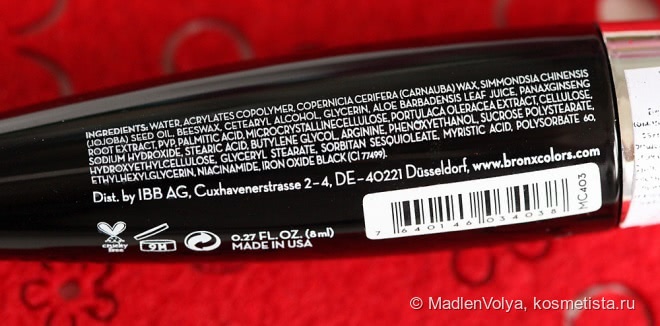 INGREDIENTS: WATER, ACRYLATES COPOLYMER, COPERNICIA CERIFERA (CARNAUBA) WAX, SIMMONDSIA CHINENSIS
(JOJOBA) SEED OIL, BEESWAX, CETEARYL ALCOHOL, GLYCERIN, ALOE BARBADENSIS LEAF JUICE, PANAXGINSENG
ROOT EXTRACT, PVP, PALMITIC ACID, MICROCRYSTALLINECELLULOSE, PORTULACA OLERACEA EXTRACT, CELLULOSE,
SODIUM HYDROXIDE, STEARIC ACID, BUTYLENE GLYCOL, ARGININE, PHENOXYETHANOL, SUCROSE POLYSTEARATE,
HYDROXYETHYLCELLULOSE, GLYCERYL STEARATE, SORBITAN SESQUIOLEATE, MYRISTIC ACID, POLYSORBATE 60,
ETHYLHEXYLGLYCERIN, NIACINAMIDE, IRON OXIDE BLACK (CI 77499).
Dist. by IBB AG, Cuxhavenerstrasse 2-4, DE-40221 Düsseldorf, www.bronxcolors.com
cruelty
free
9M
0.27 FL.OZ. (8ml)
MADE IN USA
7 640146 034038
MC403
© MadlenVolya, kosmetista.ru